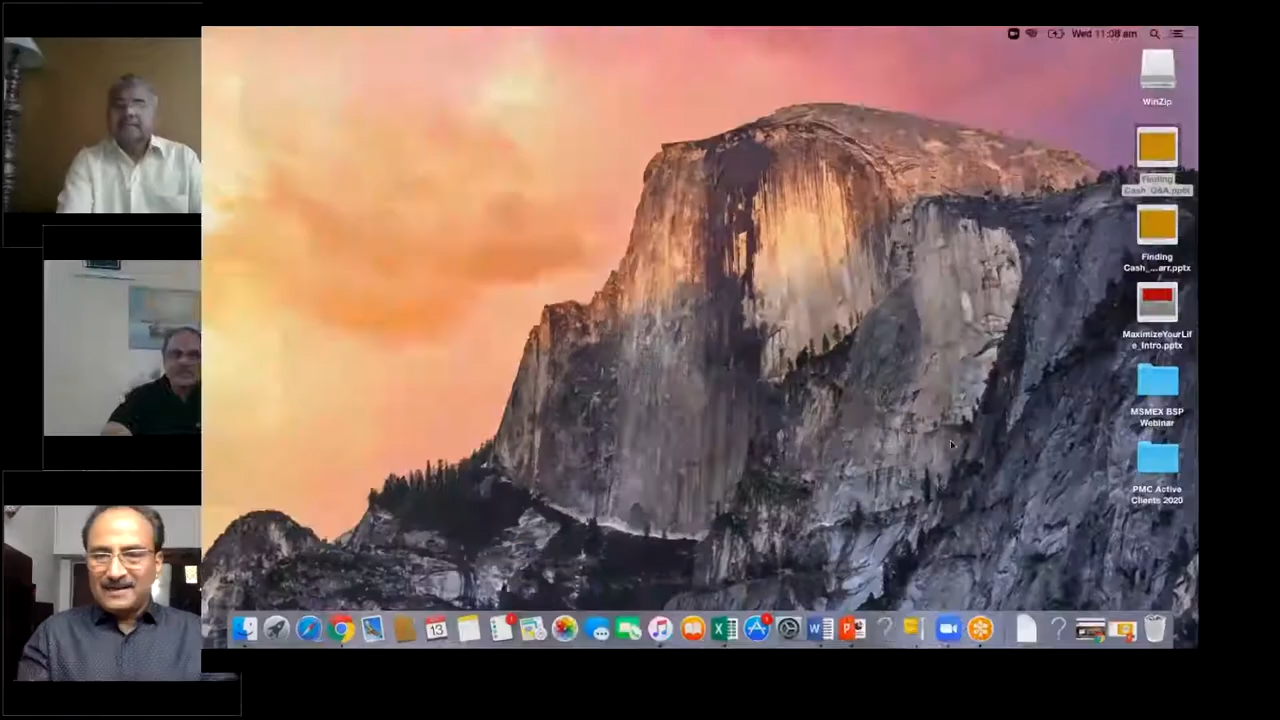 Wed 11:08 am
WinZip
Finding
Cash_Q&A.pptx
Finding
Cash_...arr.pptx
MaximizeYourLif
e_Intro.pptx
MSMEX BSP
Webinar
PMC Active
Clients 2020
13